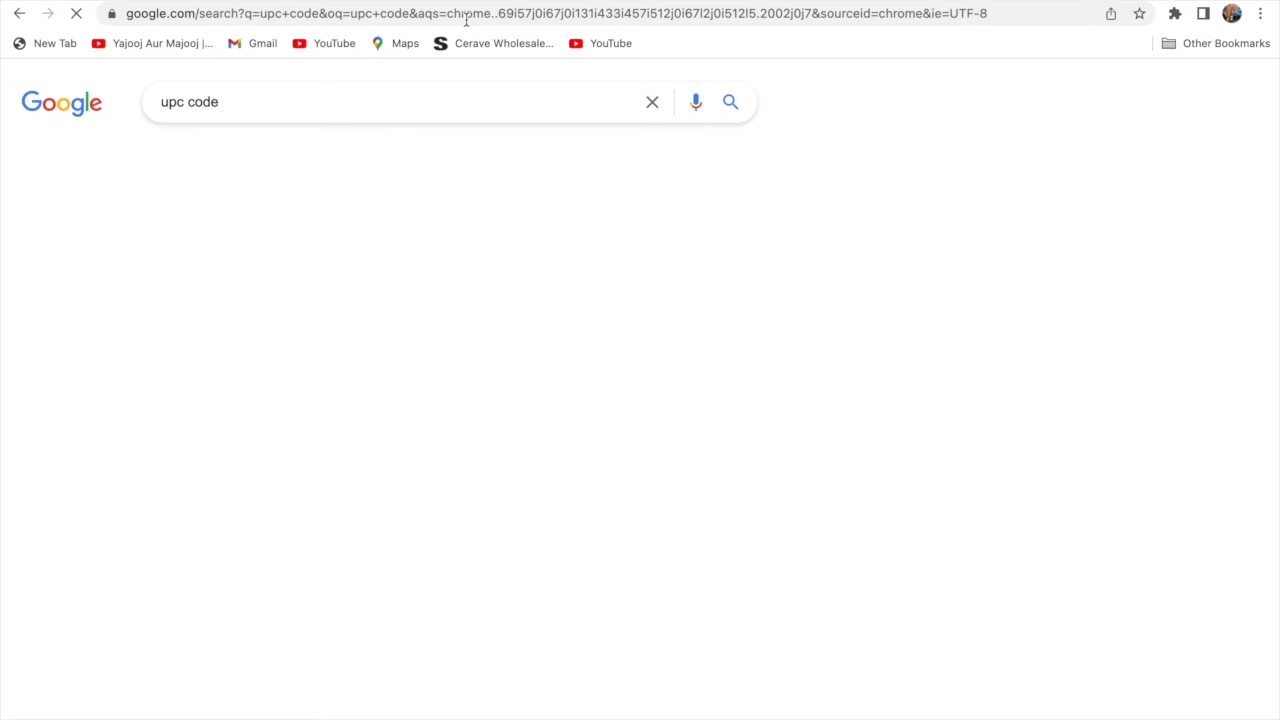 google.com/search?q=upc+code&oq=upc+code&aqs=chrome..69i57j0i67j0i131i433i457i512j0i67l2j0i512l5.2002j0j7&sourceid=chrome&ie=UTF-8
New Tab Yajooj Aur Majooj |... Gmail YouTube Maps Cerave Wholesale... YouTube Other Bookmarks
Google upc code